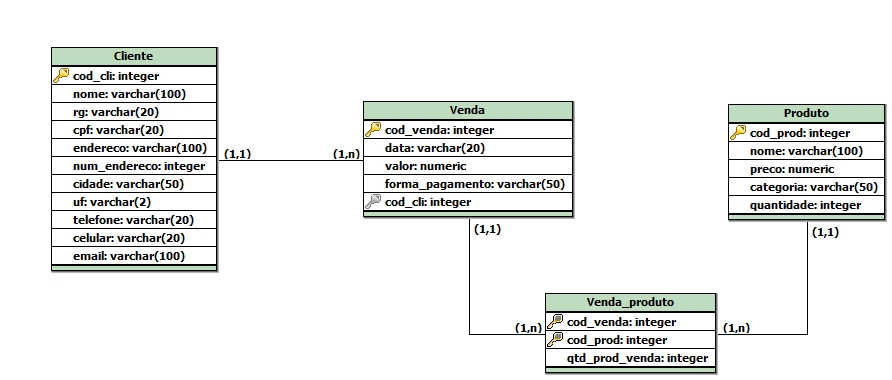 Cliente
cod_cli: integer
nome: varchar(100)
rg: varchar(20)
cpf: varchar(20)
endereco: varchar(100)
num_endereco: integer
cidade: varchar(50)
uf: varchar(2)
telefone: varchar(20)
celular: varchar(20)
email: varchar(100)
(1,1)
(1,n)
Venda
cod_venda: integer
data: varchar(20)
valor: numeric
forma_pagamento: varchar(50)
cod_cli: integer
(1,1)
Produto
cod_prod: integer
nome: varchar(100)
preco: numeric
categoria: varchar(50)
quantidade: integer
(1,1)
(1,n)
Venda_produto
cod_venda: integer
cod_prod: integer
qtd_prod_venda: integer
(1,n)